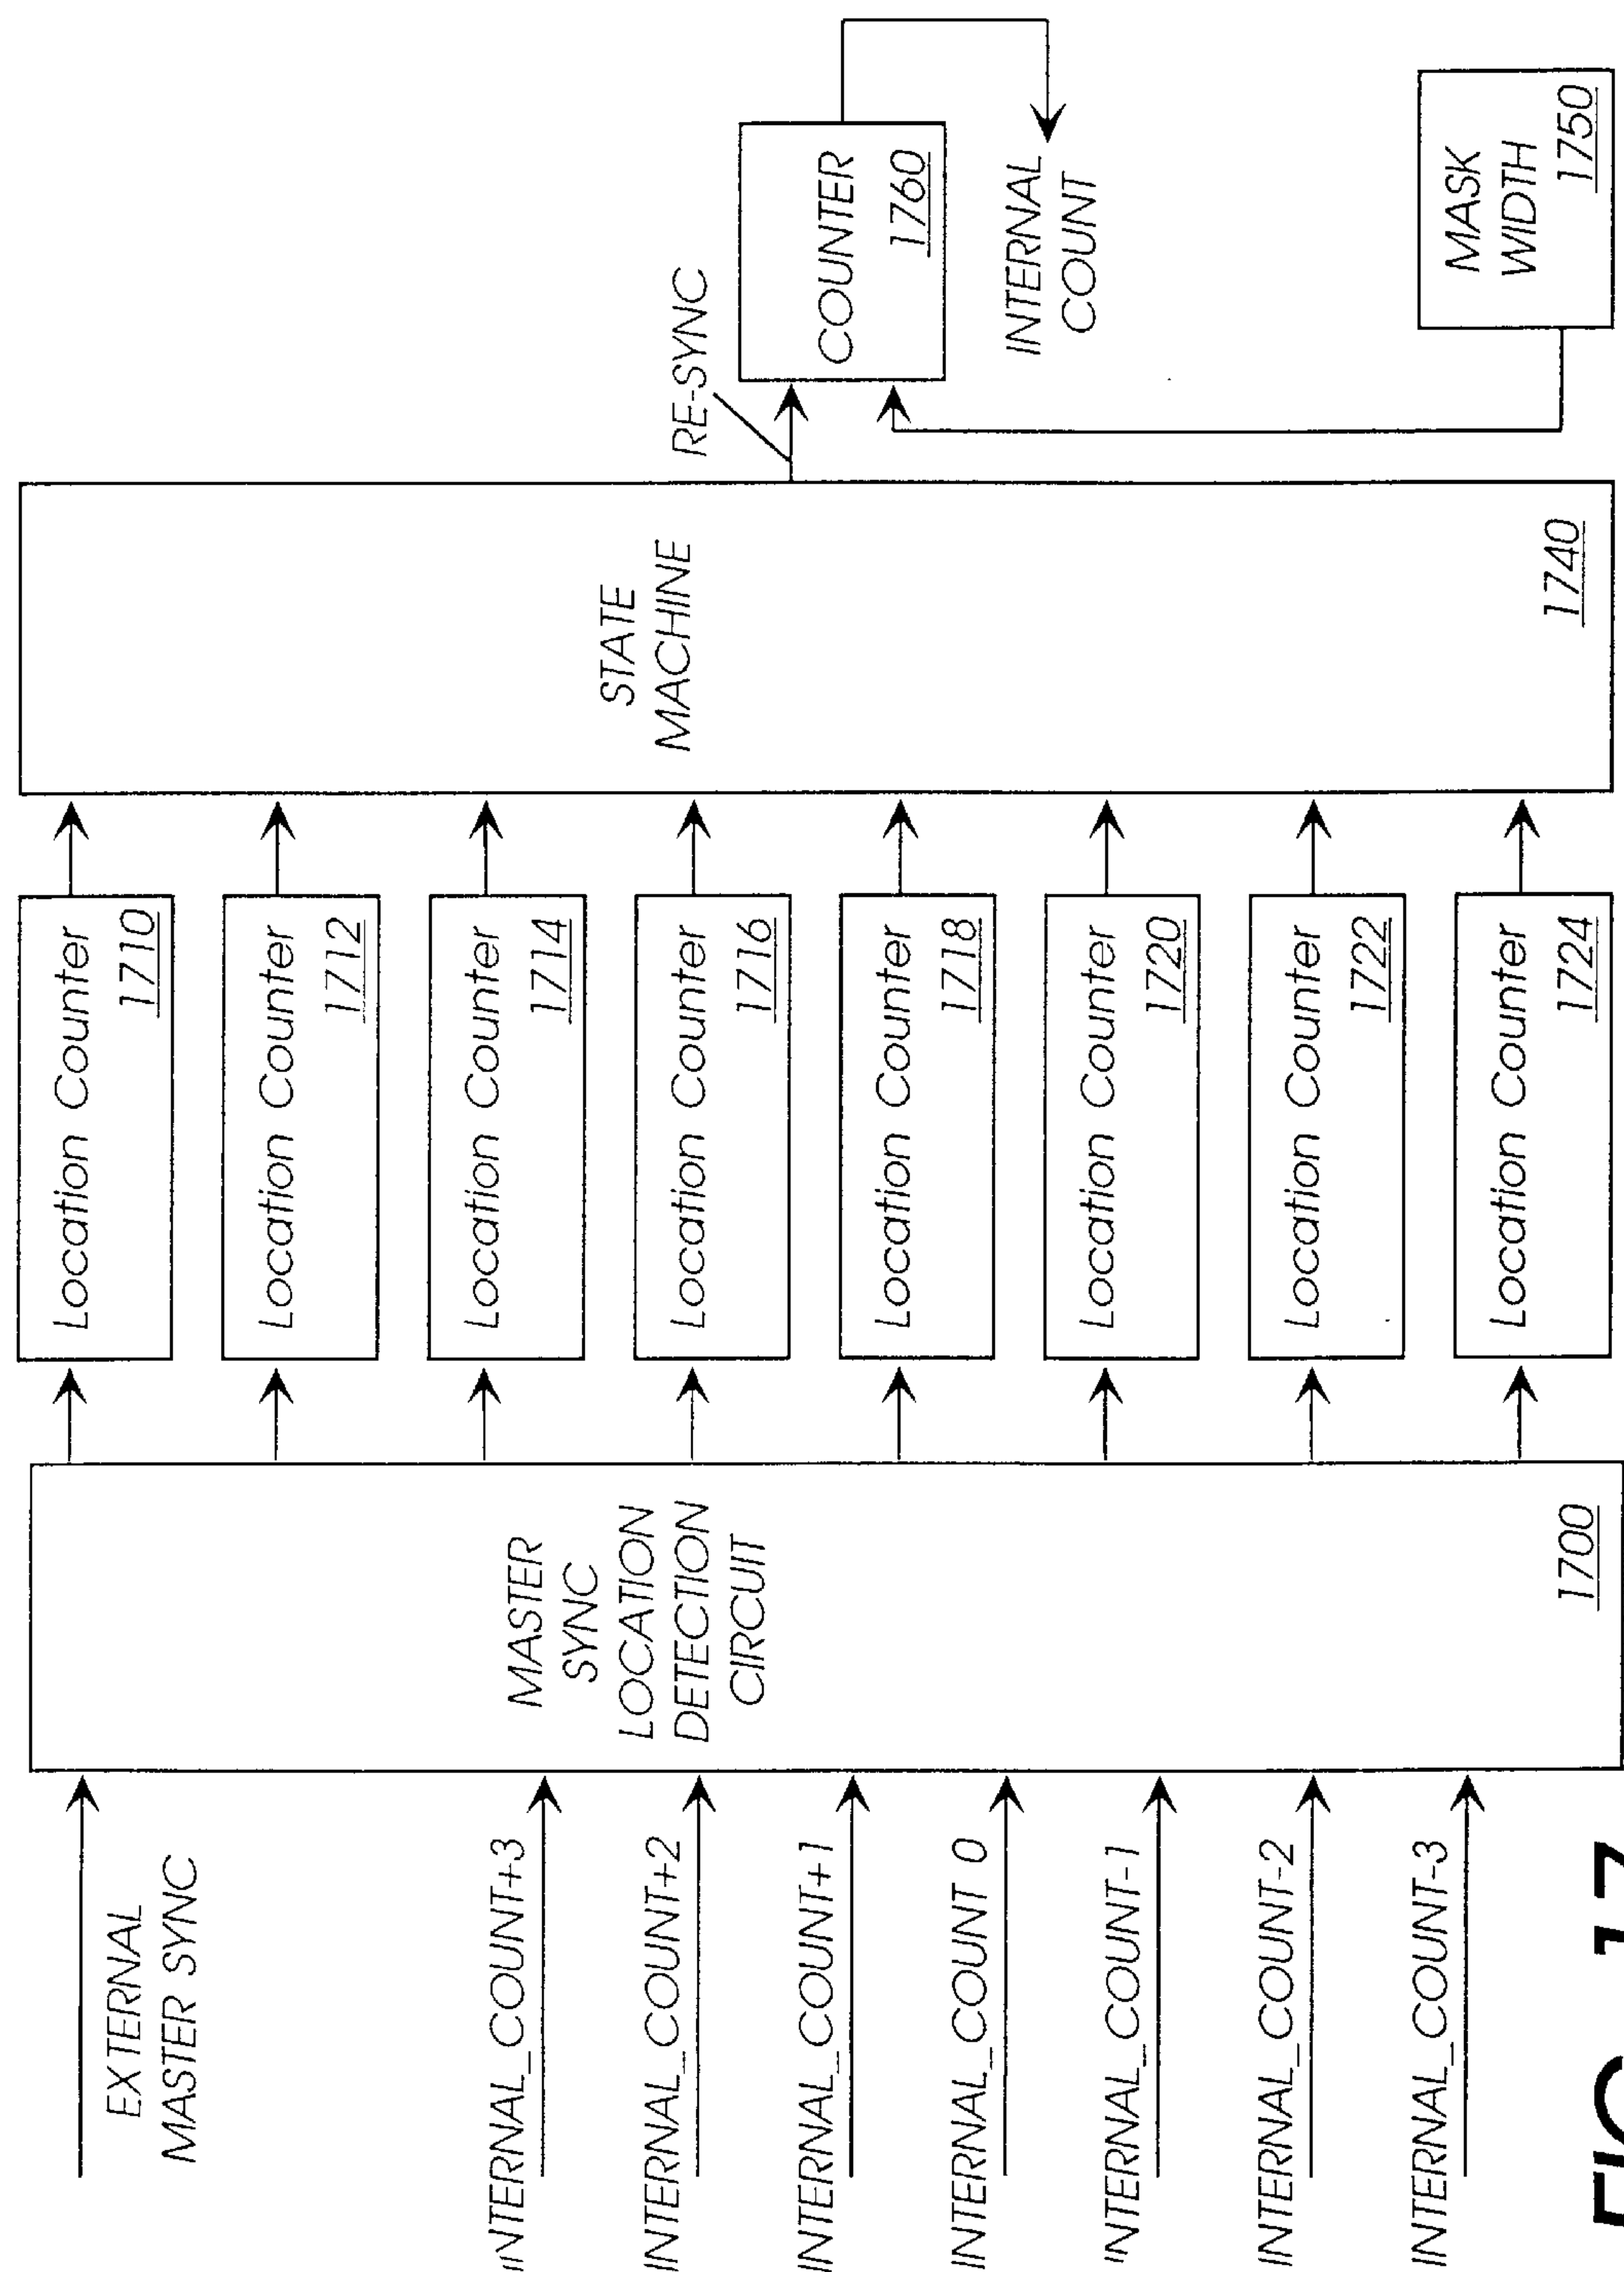 EXTERNAL
MASTER SYNC
INTERNAL_COUNT+3
INTERNAL_COUNT+2
INTERNAL_COUNT+1
INTERNAL_COUNT 0
INTERNAL_COUNT-1
INTERNAL_COUNT-2
INTERNAL_COUNT-3
MASTER
SYNC
LOCATION
DETECTION
CIRCUIT
1700
Location Counter
1710
Location Counter
1712
Location Counter
1714
Location Counter
1716
Location Counter
1718
Location Counter
1720
Location Counter
1722
Location Counter
1724
STATE
MACHINE
1740
RE-SYNC
COUNTER
1760
INTERNAL
COUNT
MASK
WIDTH
1750
FIG. 17